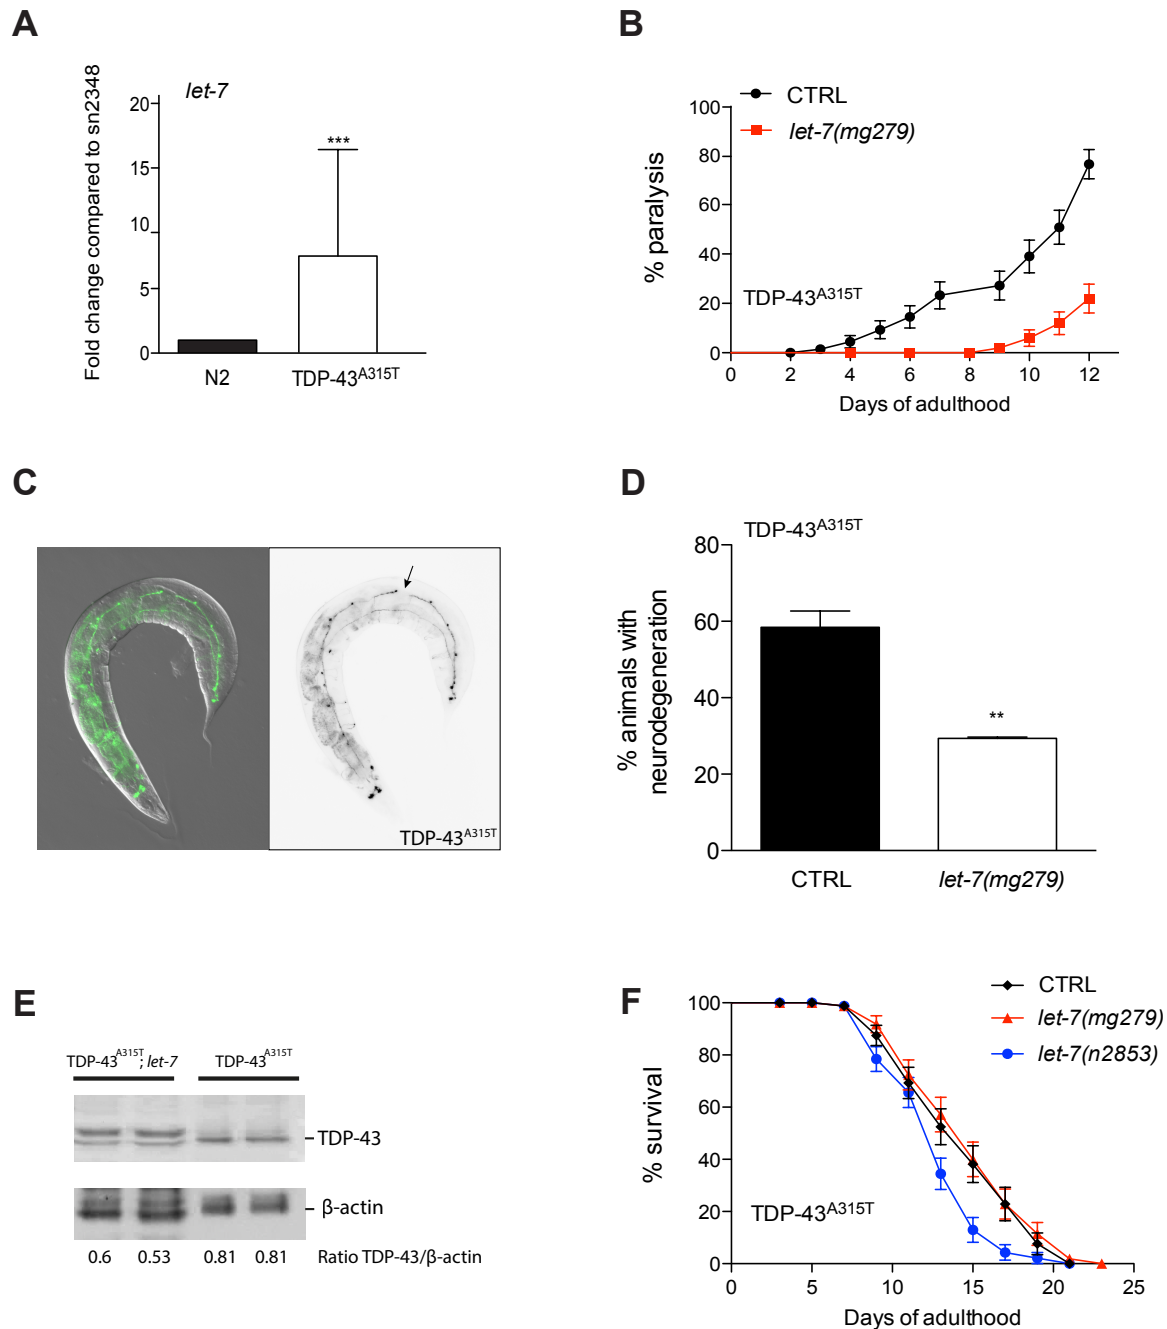 A
Fold change compared to sn2348
let-7
20
15
10
5
0
***
N2
TDP-43A315T
B
CTRL
let-7(mg279)
% paralysis
100
80
60
40
20
0
TDP-43A315T
0 2 4 6 8 10 12
Days of adulthood
C
TDP-43A315T
D
TDP-43A315T
% animals with
neurodegeneration
80
60
40
20
0
**
CTRL
let-7(mg279)
E
TDP-43A315T; let-7
TDP-43A315T
TDP-43
β-actin
0.6 0.53 0.81 0.81 Ratio TDP-43/β-actin
F
CTRL
let-7(mg279)
let-7(n2853)
% survival
100
80
60
40
20
0
TDP-43A315T
0 5 10 15 20 25
Days of adulthood